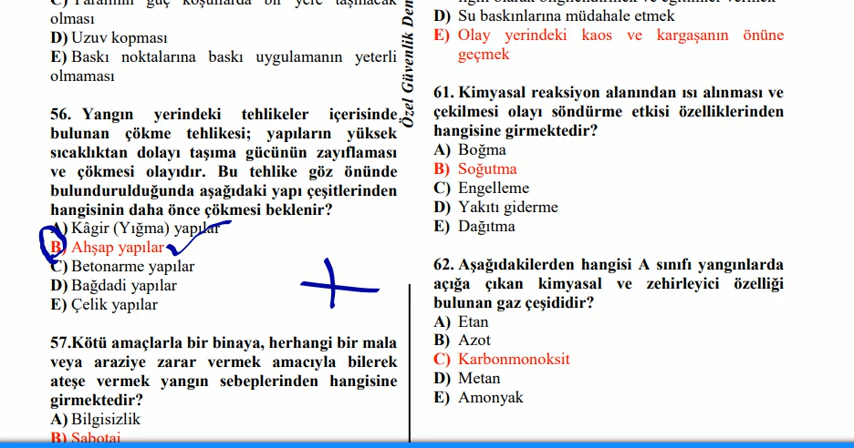 olması
D) Uzuv kopması
E) Baskı noktalarına baskı uygulamanın yeterli
olmaması
56. Yangın yerindeki tehlikeler içerisinde
bulunan çökme tehlikesi; yapıların yüksek
sıcaklıktan dolayı taşıma gücünün zayıflaması
ve çökmesi olayıdır. Bu tehlike göz önünde
bulundurulduğunda aşağıdaki yapı çeşitlerinden
hangisinin daha önce çökmesi beklenir?
A) Kâgir (Yığma) yapılar
B) Ahşap yapılar
C) Betonarme yapılar
D) Bağdadi yapılar
E) Çelik yapılar
57.Kötü amaçlarla bir binaya, herhangi bir mala
veya araziye zarar vermek amacıyla bilerek
ateşe vermek yangın sebeplerinden hangisine
girmektedir?
A) Bilgisizlik
B) Sabotaj
Özel Güvenlik Den
D) Su baskınlarına müdahale etmek
E) Olay yerindeki kaos ve kargaşanın önüne
geçmek
61. Kimyasal reaksiyon alanından ısı alınması ve
çekilmesi olayı söndürme etkisi özelliklerinden
hangisine girmektedir?
A) Boğma
B) Soğutma
C) Engelleme
D) Yakıtı giderme
E) Dağıtma
62. Aşağıdakilerden hangisi A sınıfı yangınlarda
açığa çıkan kimyasal ve zehirleyici özelliği
bulunan gaz çeşididir?
A) Etan
B) Azot
C) Karbonmonoksit
D) Metan
E) Amonyak